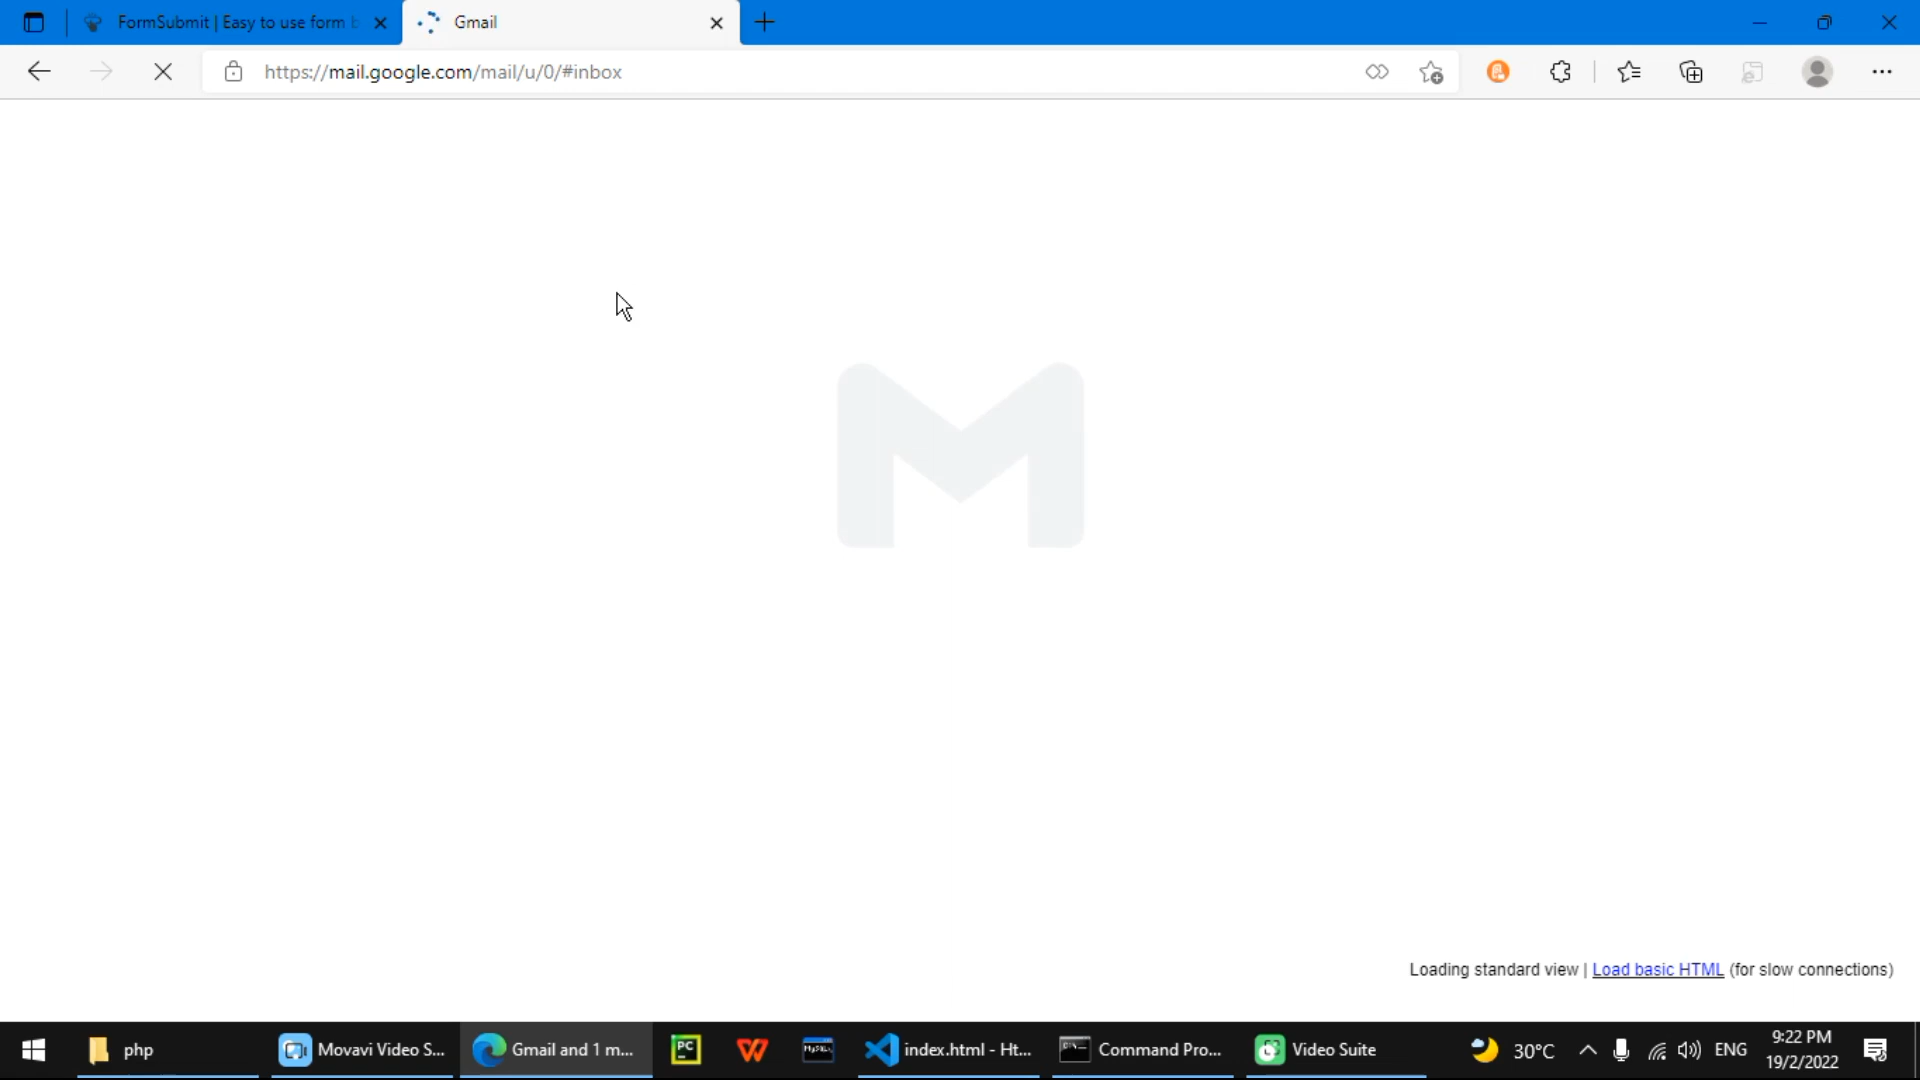 FormSubmit | Easy to use form b
Gmail
https://mail.google.com/mail/u/0/#inbox
Loading standard view | Load basic HTML (for slow connections)
php
Movavi Video S...
Gmail and 1 m...
PC
MySQL
index.html - Ht...
Command Pro...
Video Suite
30°C
ENG
9:22 PM
19/2/2022